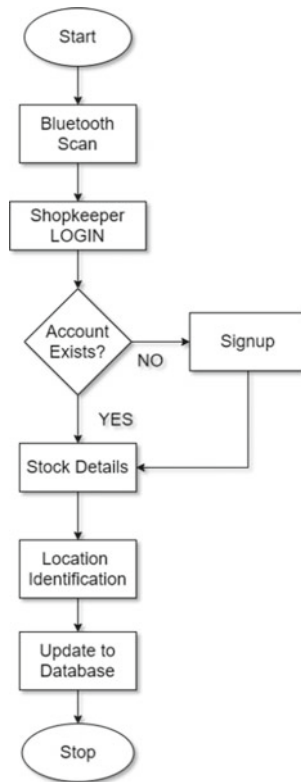 Start
Bluetooth
Scan
Shopkeeper
LOGIN
Account
Exists?
NO
Signup
YES
Stock Details
Location
Identification
Update to
Database
Stop